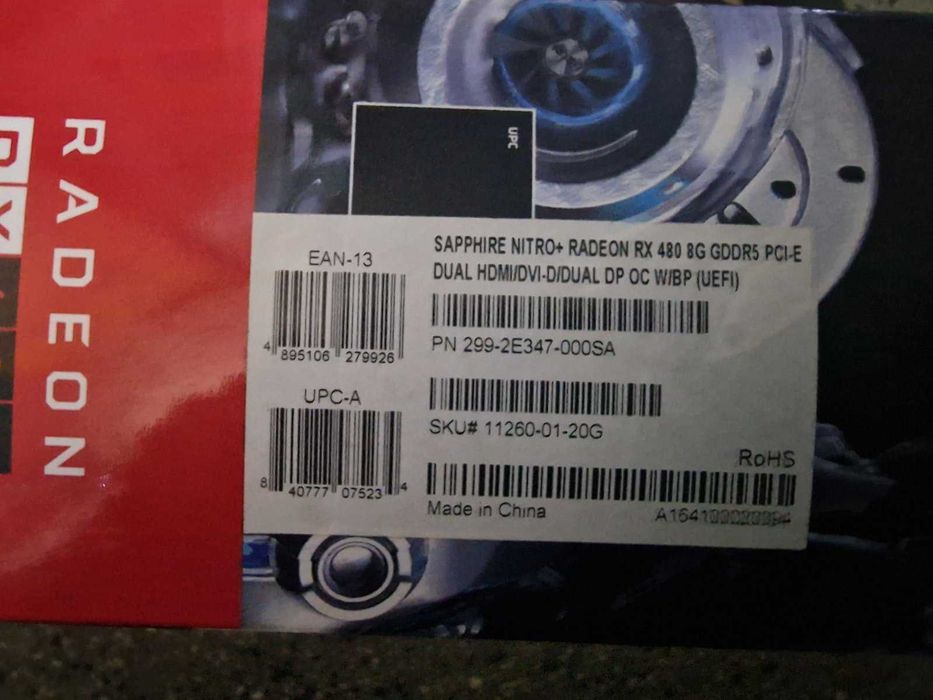 RADEON
RX
UPC
SAPPHIRE NITRO+ RADEON RX 480 8G GDDR5 PCI-E
DUAL HDMI/DVI-D/DUAL DP OC W/BP (UEFI)
EAN-13
4 895106 279926
PN 299-2E347-000SA
UPC-A
8 40777 07523 4
SKU# 11260-01-20G
RoHS
Made in China